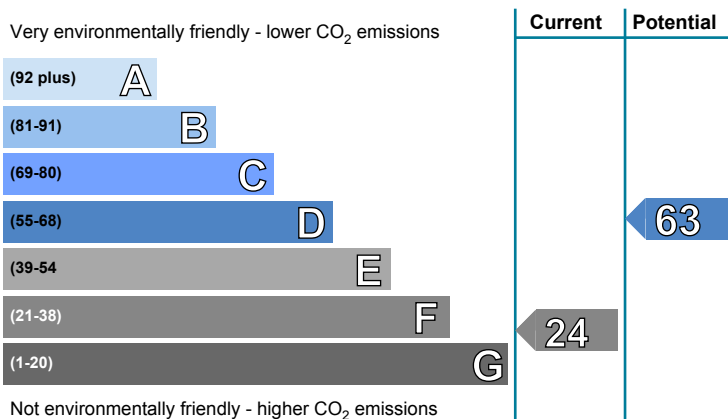 Current Potential
Very environmentally friendly - lower CO2 emissions
(92 plus) A
(81-91) B
(69-80 C
(55-68) D
63
(39-54 E
(21-38) F
24
(1-20) G
Not environmentally friendly - higher CO2 emissions